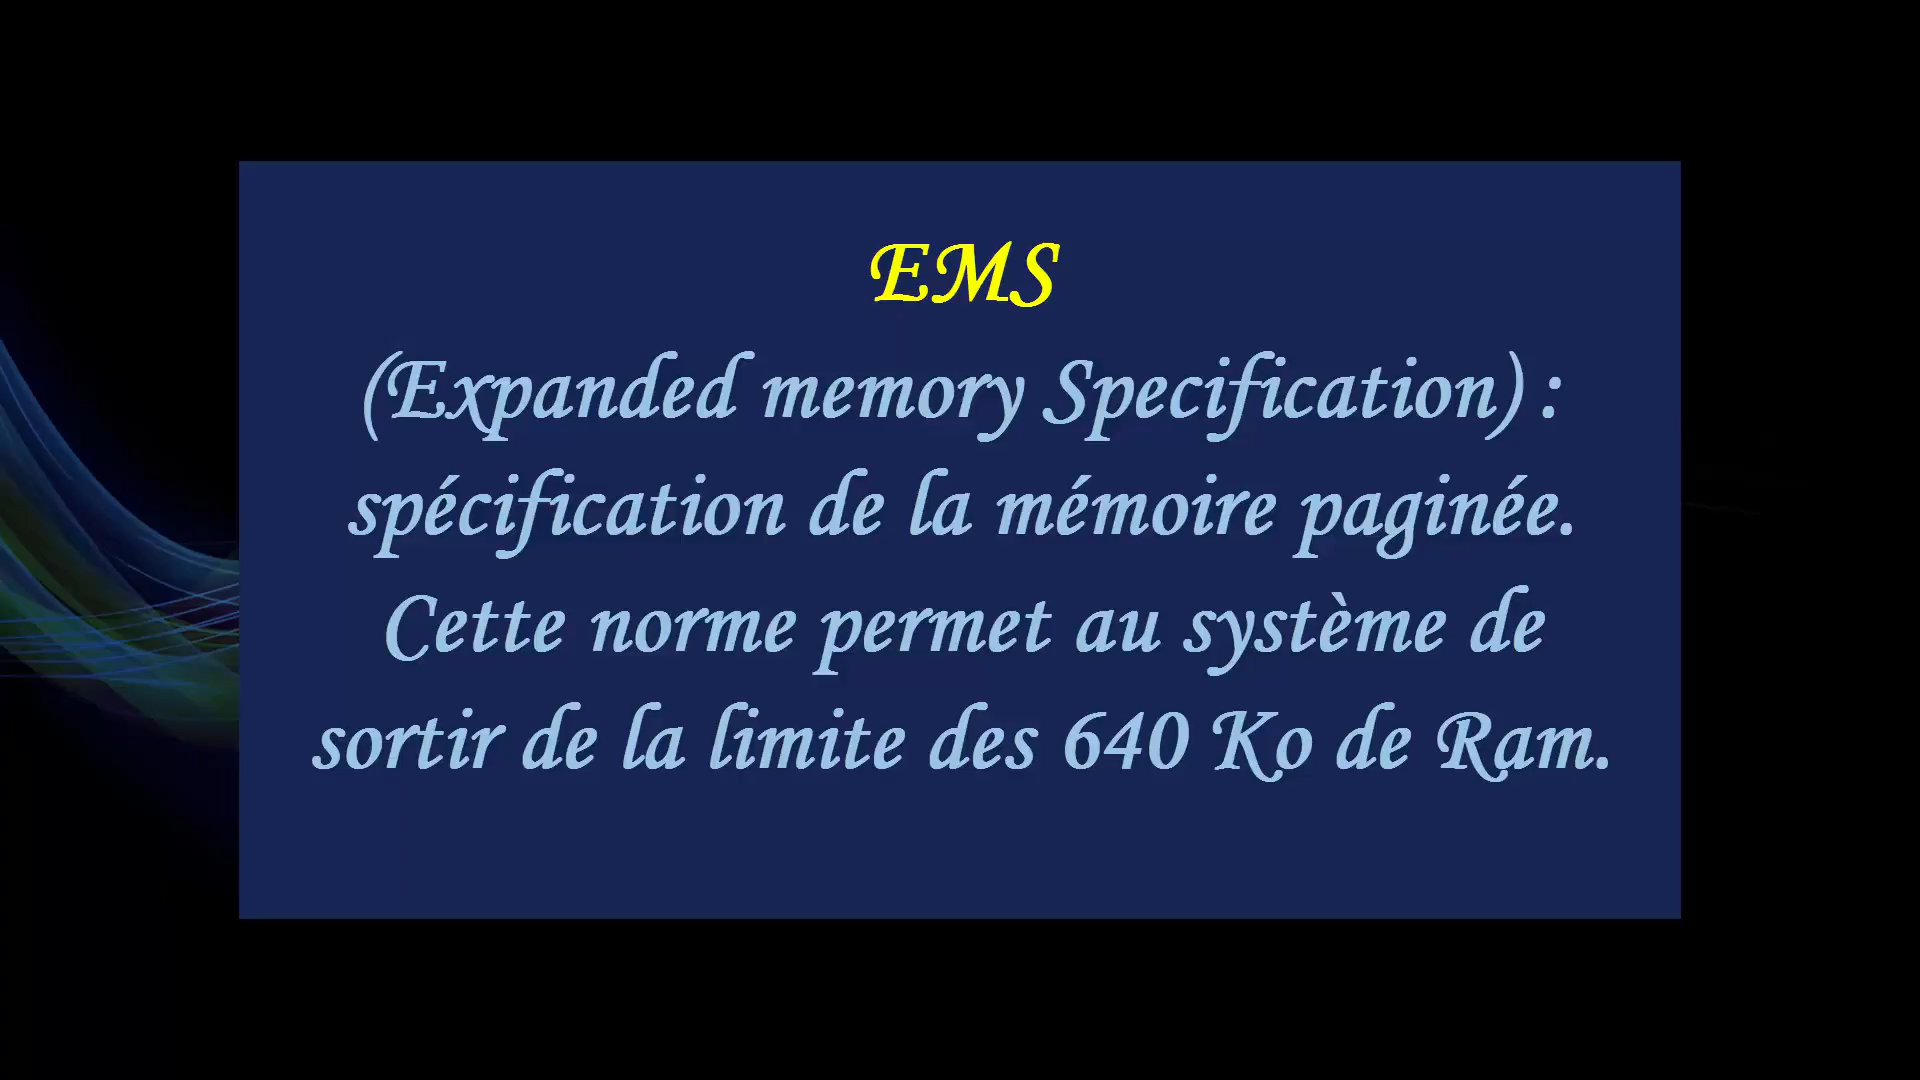 EMS
(Expanded memory Specification) :
spécification de la mémoire paginée.
Cette norme permet au système de
sortir de la limite des 640 Ko de Ram.